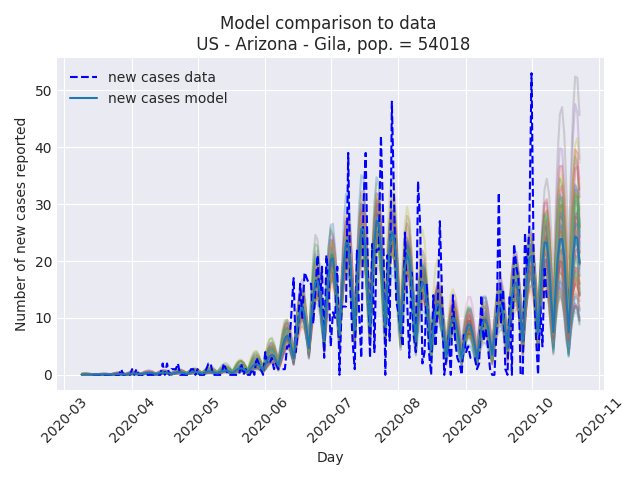 Model comparison to data
US - Arizona - Gila, pop. = 54018
new cases data
new cases model
Number of new cases reported
50
40
30
20
10
0
2020-03
2020-04
2020-05
2020-06
2020-07
2020-08
2020-09
2020-10
2020-11
Day